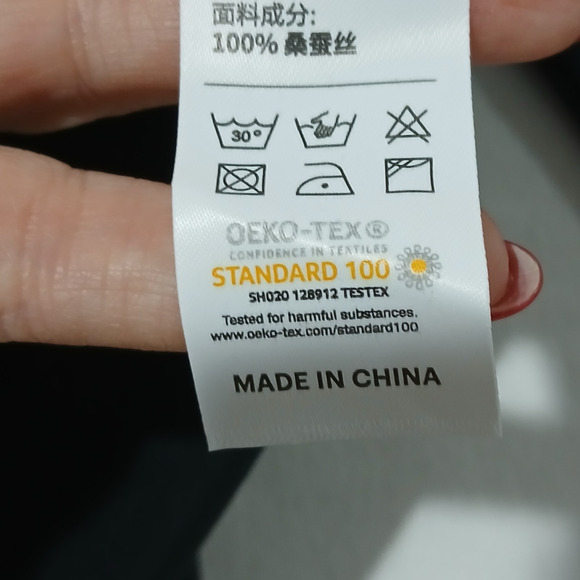 面料成分:
100% 桑蚕丝
30°
OEKO-TEX®
CONFIDENCE IN TEXTILES
STANDARD 100
SH020 128912 TESTEX
Tested for harmful substances.
www.oeko-tex.com/standard100
MADE IN CHINA